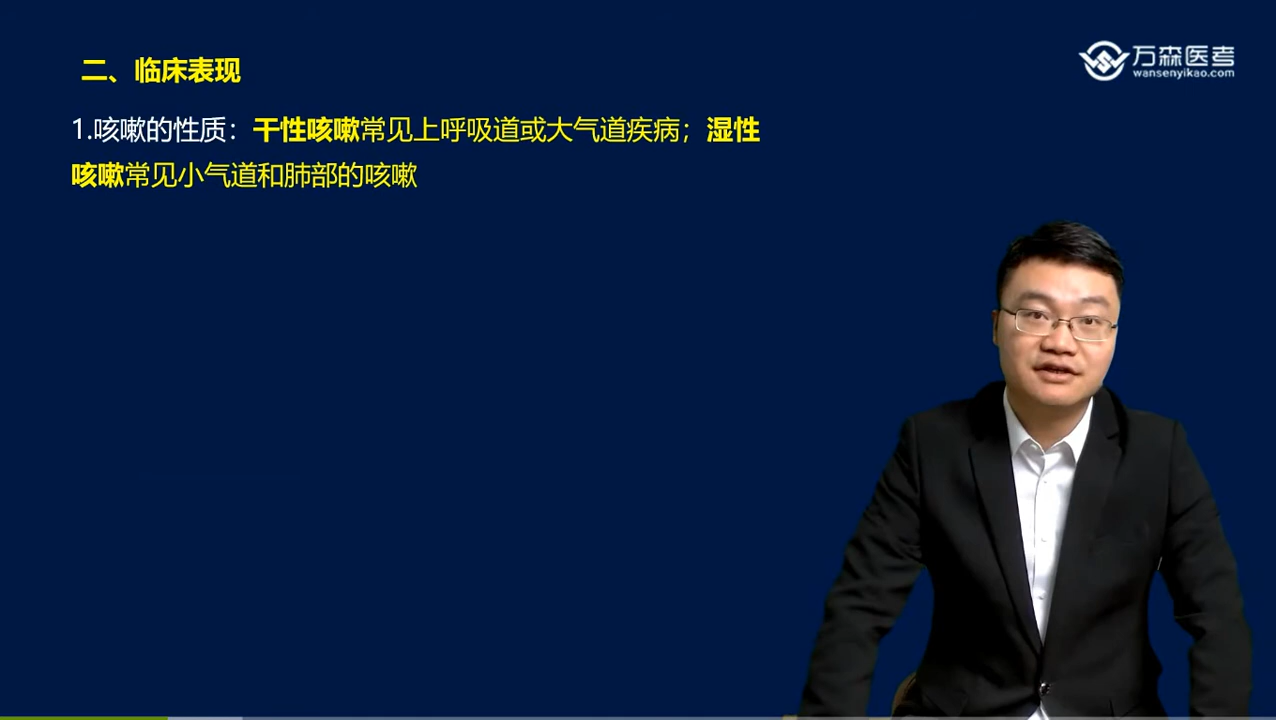 万森医考
wansenyikao.com
二、临床表现
1.咳嗽的性质：干性咳嗽常见上呼吸道或大气道疾病；湿性
咳嗽常见小气道和肺部的咳嗽